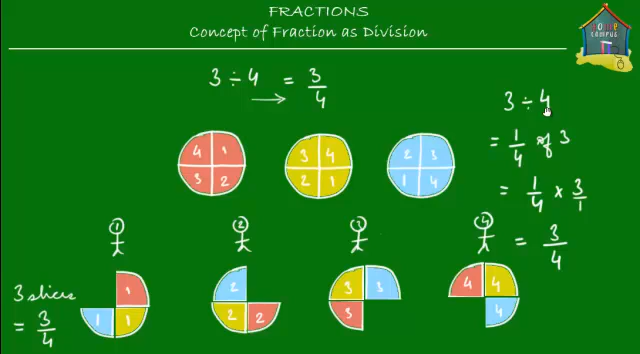 FRACTIONS
Concept of Fraction as Division
HOME CAMPUS
3 ÷ 4 = 3/4
3 ÷ 4
= 1/4 of 3
= 1/4 × 3/1
= 3/4
4 1
3 2
3 4
2 1
2 3
1 4
1
2
3
4
3 slices
= 3/4
1
1 1
2
2 2
3 3
3
4 4
4